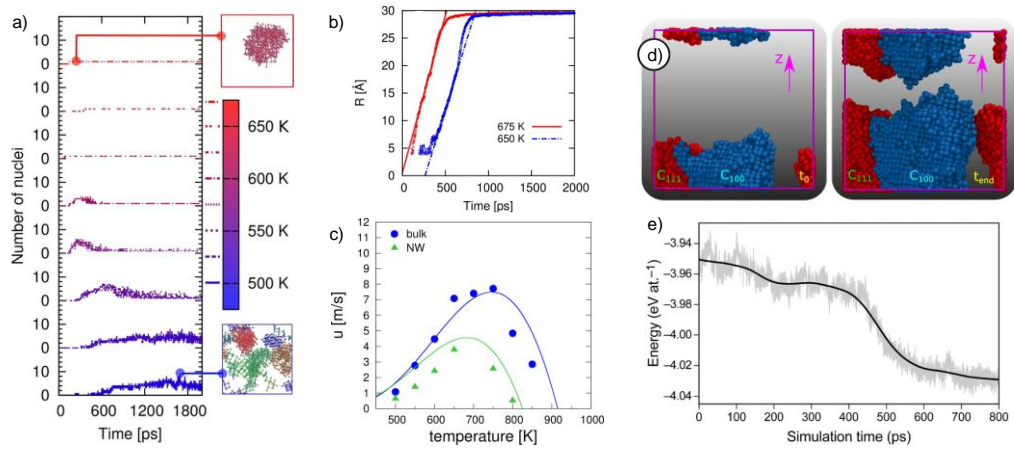 a)
Number of nuclei
10
0
10
0
10
0
10
0
10
0
10
0
10
0
10
0
0 600 1200 1800
Time [ps]
650 K
600 K
550 K
500 K
b)
R [Å]
30
25
20
15
10
5
0
675 K
650 K
0 500 1000 1500 2000
Time [ps]
c)
u [m/s]
12
11
10
9
8
7
6
5
4
3
2
1
0
bulk
NW
500 600 700 800 900 1000
temperature [K]
d)
z
C111
C100
t0
z
C111
C100
tend
e)
Energy (eV at.⁻¹)
−3.94
−3.96
−3.98
−4.00
−4.02
−4.04
0 100 200 300 400 500 600 700 800
Simulation time (ps)